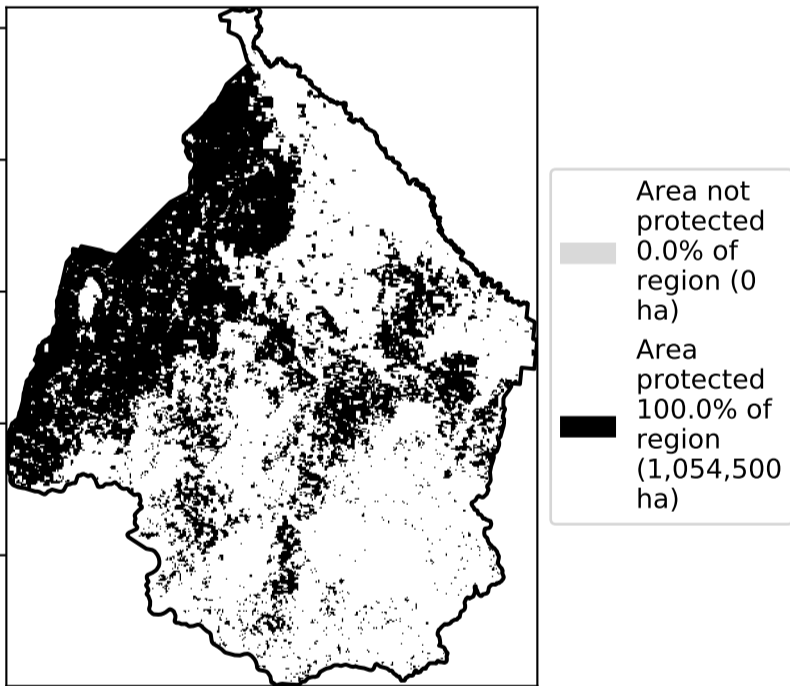 Area not
protected
0.0% of
region (0
ha)
Area
protected
100.0% of
region
(1,054,500
ha)